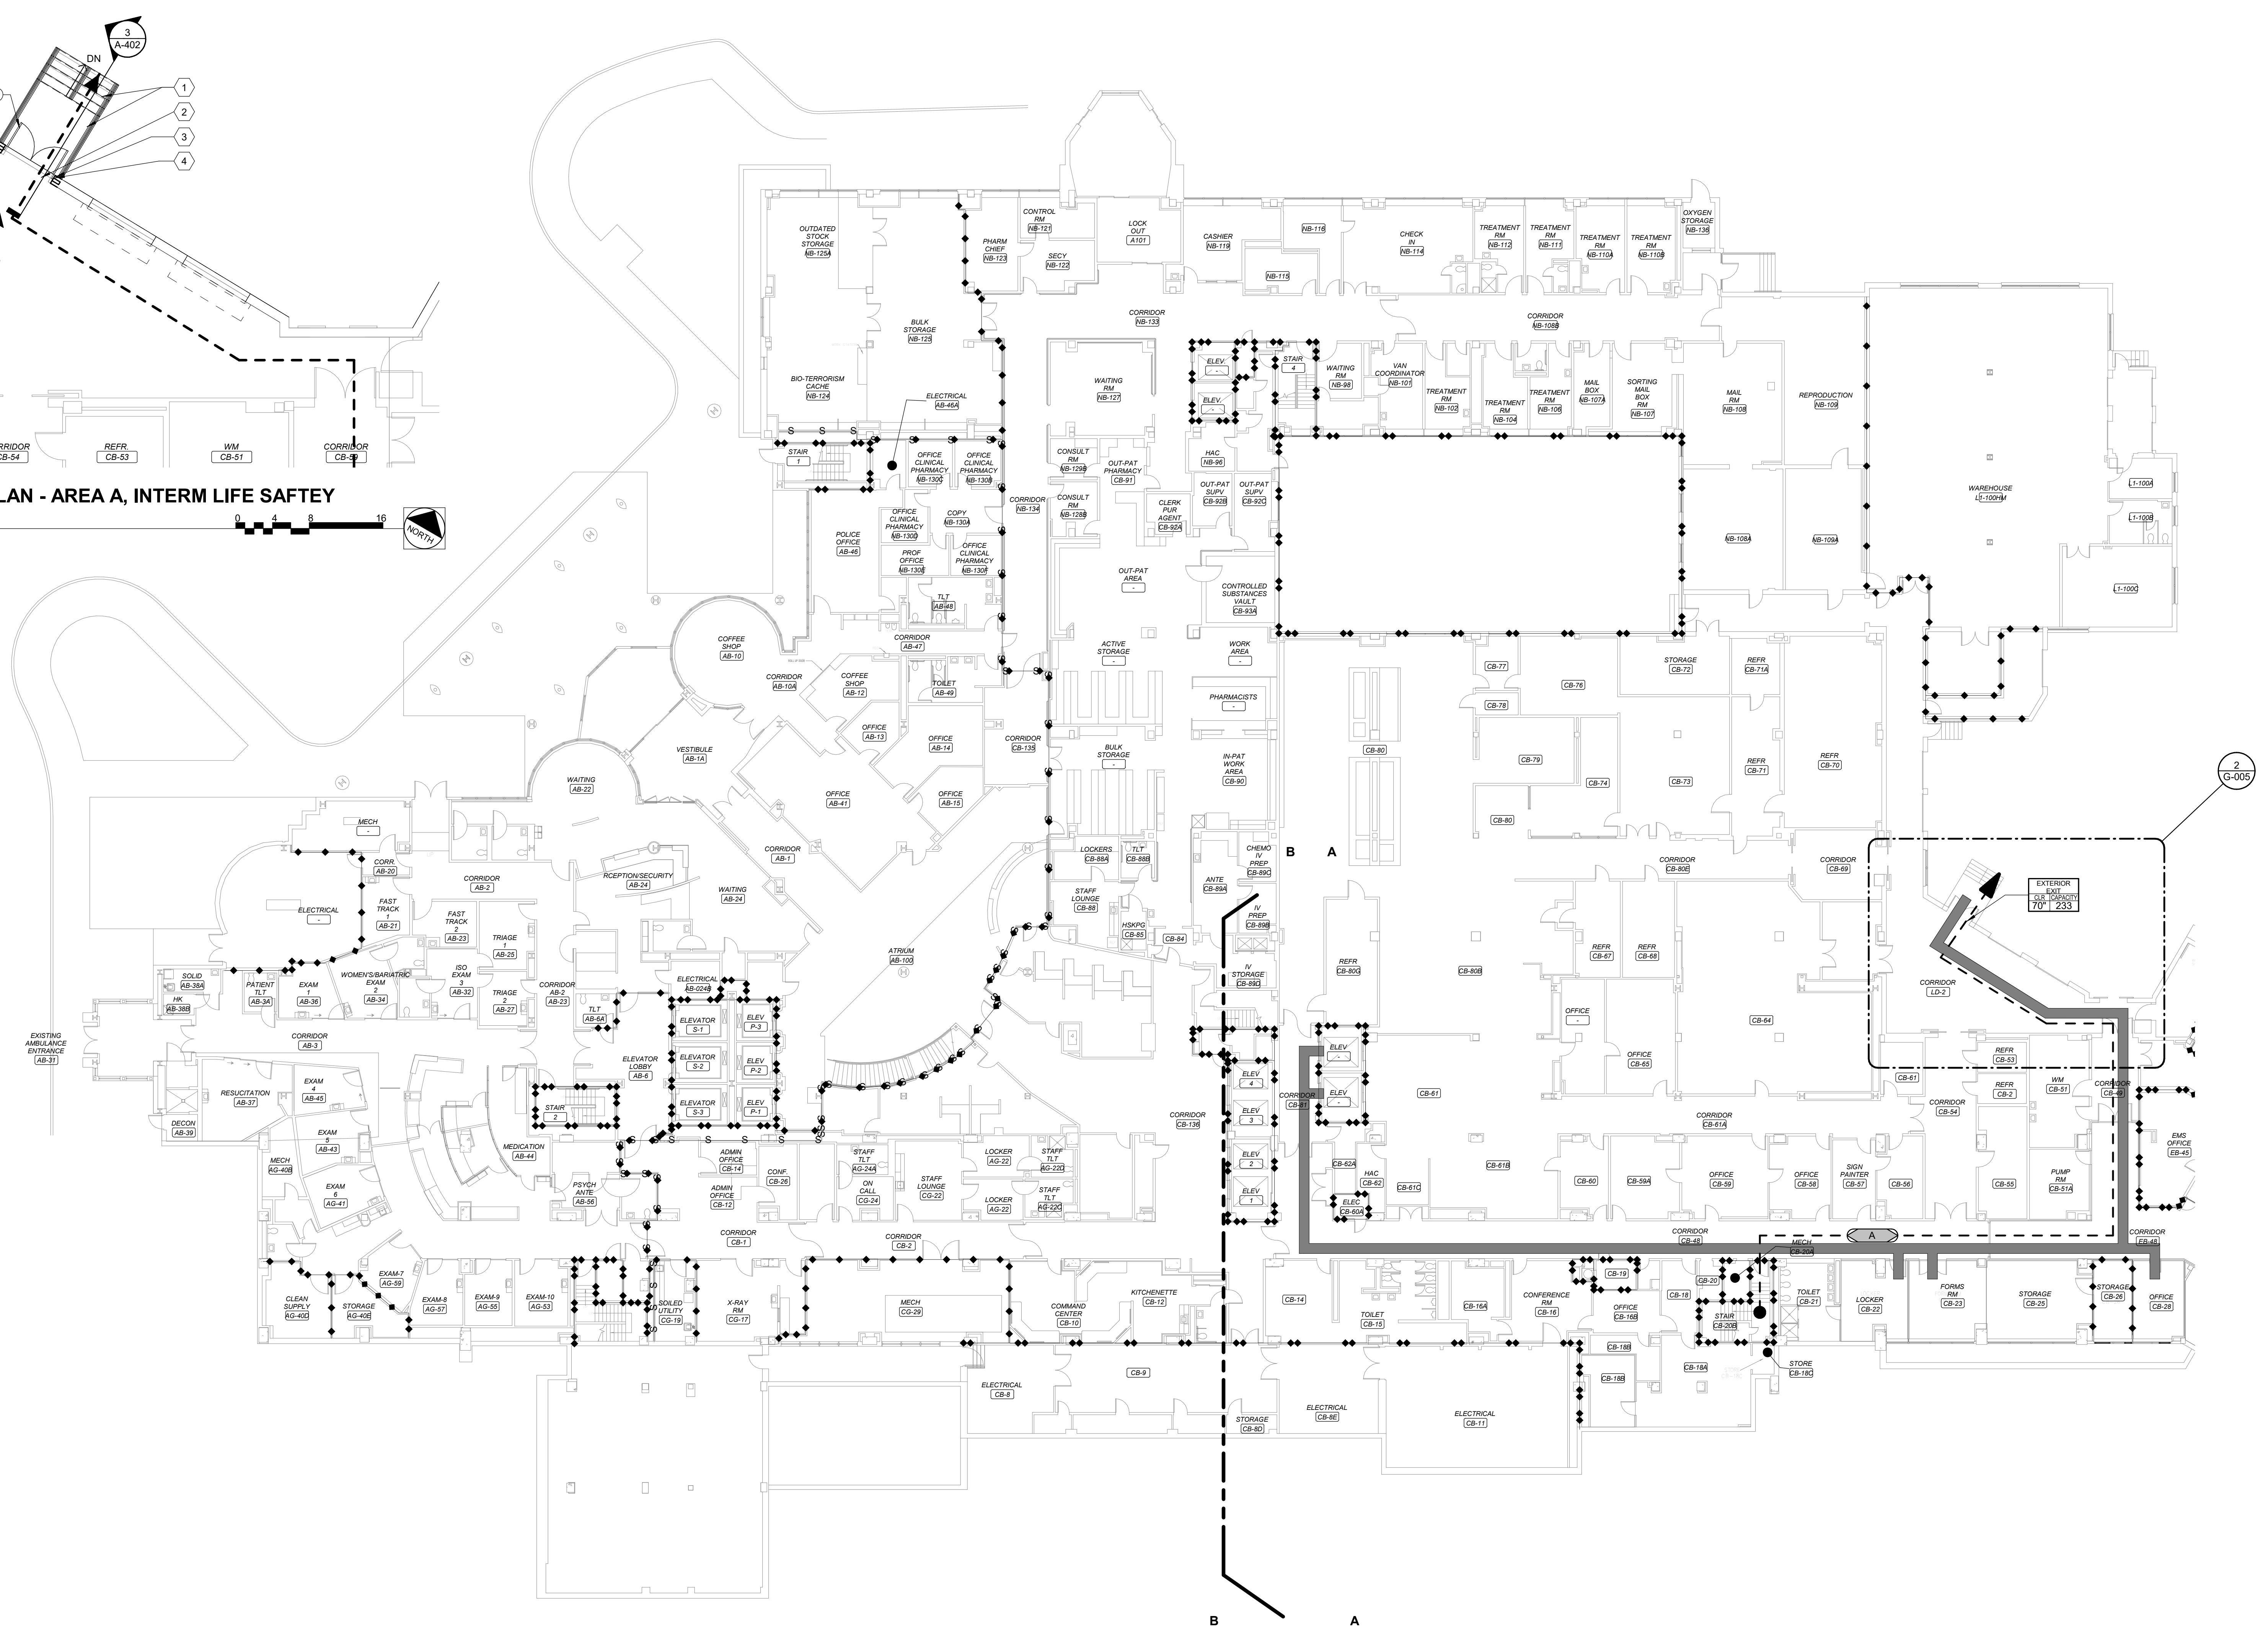 3
A-402
DN
1
2
3
4
RRIDOR
CB-54
REFR.
CB-53
WM
CB-51
CORRIDOR
CB-50
LAN - AREA A, INTERM LIFE SAFTEY
0 4 8 16
NORTH
OUTDATED
STOCK
STORAGE
NB-125A
BULK
STORAGE
NB-125
BIO-TERRORISM
CACHE
NB-124
PHARM
CHIEF
NB-123
CONTROL
RM
NB-121
SECY
NB-122
LOCK
OUT
A101
CASHIER
NB-119
NB-116
NB-115
CHECK
IN
NB-114
TREATMENT
RM
NB-112
TREATMENT
RM
NB-111
TREATMENT
RM
NB-110A
TREATMENT
RM
NB-110B
OXYGEN
STORAGE
NB-136
CORRIDOR
NB-133
CORRIDOR
NB-108B
ELECTRICAL
AB-46A
WAITING
RM
NB-127
ELEV.
-
ELEV.
-
STAIR
4
WAITING
RM
NB-98
VAN
COORDINATOR
NB-101
TREATMENT
RM
NB-102
TREATMENT
RM
NB-104
TREATMENT
RM
NB-106
MAIL
BOX
NB-107A
SORTING
MAIL
BOX
RM
NB-107
MAIL
RM
NB-108
REPRODUCTION
NB-109
WAREHOUSE
L1-100HM
L1-100A
L1-100B
L1-100C
NB-108A
NB-109A
STAIR
1
OFFICE
CLINICAL
PHARMACY
NB-130C
OFFICE
CLINICAL
PHARMACY
NB-130B
OFFICE
CLINICAL
PHARMACY
NB-130D
COPY
NB-130A
POLICE
OFFICE
AB-46
PROF
OFFICE
NB-130E
OFFICE
CLINICAL
PHARMACY
NB-130F
TLT
AB-48
CORRIDOR
NB-134
CONSULT
RM
NB-129B
CONSULT
RM
NB-128B
OUT-PAT
PHARMACY
CB-91
CLERK
PUR
AGENT
CB-92A
HAC
NB-96
OUT-PAT
SUPV
CB-92B
OUT-PAT
SUPV
CB-92C
OUT-PAT
AREA
-
CONTROLLED
SUBSTANCES
VAULT
CB-93A
ACTIVE
STORAGE
-
WORK
AREA
-
PHARMACISTS
-
BULK
STORAGE
-
IN-PAT
WORK
AREA
CB-90
COFFEE
SHOP
AB-10
CORRIDOR
AB-47
CORRIDOR
AB-10A
COFFEE
SHOP
AB-12
TOILET
AB-49
OFFICE
AB-13
OFFICE
AB-14
CORRIDOR
CB-135
VESTIBULE
AB-1A
OFFICE
AB-41
OFFICE
AB-15
WAITING
AB-22
CORRIDOR
AB-1
CB-77
CB-78
CB-76
STORAGE
CB-72
REFR
CB-71A
CB-80
CB-79
CB-74
CB-73
REFR
CB-71
REFR
CB-70
CB-80
2
G-005
MECH
-
CORR.
AB-20
CORRIDOR
AB-2
RCEPTION/SECURITY
AB-24
WAITING
AB-24
ELECTRICAL
-
FAST
TRACK
1
AB-21
FAST
TRACK
2
AB-23
TRIAGE
1
AB-25
LOCKERS
CB-88A
TLT
CB-88B
STAFF
LOUNGE
CB-88
HSKPG
CB-85
CB-84
ANTE
CB-89A
CHEMO
IV
PREP
CB-89C
IV
PREP
CB-89B
IV
STORAGE
CB-89D
B
A
CORRIDOR
CB-80E
CORRIDOR
CB-69
EXTERIOR
EXIT
CLR CAPACITY
70" 233
REFR
CB-67
REFR
CB-68
REFR
CB-80G
CB-80B
CORRIDOR
LD-2
OFFICE
-
CB-64
OFFICE
CB-65
ATRIUM
AB-100
SOLID
AB-38A
HK
AB-38B
PATIENT
TLT
AB-3A
EXAM
1
AB-36
WOMEN'S/BARIATRIC
EXAM
2
AB-34
ISO
EXAM
3
AB-32
TRIAGE
2
AB-27
CORRIDOR
AB-2
AB-23
TLT
AB-6A
ELECTRICAL
AB-024B
ELEVATOR
S-1
ELEV
P-3
ELEVATOR
S-2
ELEV
P-2
ELEVATOR
S-3
ELEV
P-1
EXISTING
AMBULANCE
ENTRANCE
AB-31
CORRIDOR
AB-3
ELEVATOR
LOBBY
AB-6
STAIR
2
RESUCITATION
AB-37
EXAM
4
AB-45
DECON
AB-39
EXAM
5
AB-43
MECH
AG-40B
EXAM
6
AG-41
MEDICATION
AB-44
PSYCH
ANTE
AB-56
ADMIN
OFFICE
CB-14
ADMIN
OFFICE
CB-12
CONF.
CB-26
STAFF
TLT
AG-24A
ON
CALL
CG-24
STAFF
LOUNGE
CG-22
LOCKER
AG-22
STAFF
TLT
AG-22D
LOCKER
AG-22
STAFF
TLT
AG-22C
CORRIDOR
CB-136
ELEV
4
ELEV
3
ELEV
2
ELEV
1
CORRIDOR
CB-81
ELEV
-
ELEV
-
CB-61
CB-62A
HAC
CB-62
ELEC
CB-60A
CB-61C
CB-61B
CB-60
CB-59A
OFFICE
CB-59
OFFICE
CB-58
SIGN
PAINTER
CB-57
CB-56
CB-55
CORRIDOR
CB-61A
CB-61
CORRIDOR
CB-54
REFR
CB-53
REFR
CB-2
WM
CB-51
CORRIDOR
CB-49
PUMP
RM
CB-51A
EMS
OFFICE
EB-45
CORRIDOR
CB-1
CORRIDOR
CB-2
CORRIDOR
CB-48
A
CORRIDOR
EB-48
MECH
CB-20A
CLEAN
SUPPLY
AG-40D
STORAGE
AG-40E
EXAM-7
AG-59
EXAM-8
AG-57
EXAM-9
AG-55
EXAM-10
AG-53
SOILED
UTILITY
CG-19
X-RAY
RM
CG-17
MECH
CG-29
COMMAND
CENTER
CB-10
KITCHENETTE
CB-12
CB-14
TOILET
CB-15
CB-16A
CONFERENCE
RM
CB-16
CB-19
OFFICE
CB-16B
CB-18
CB-20
STAIR
CB-20B
TOILET
CB-21
LOCKER
CB-22
FORMS
RM
CB-23
STORAGE
CB-25
STORAGE
CB-26
OFFICE
CB-28
CB-18B
CB-18B
CB-18A
STORE
CB-18C
CB-9
ELECTRICAL
CB-8
STORAGE
CB-8D
ELECTRICAL
CB-8E
ELECTRICAL
CB-11
B
A